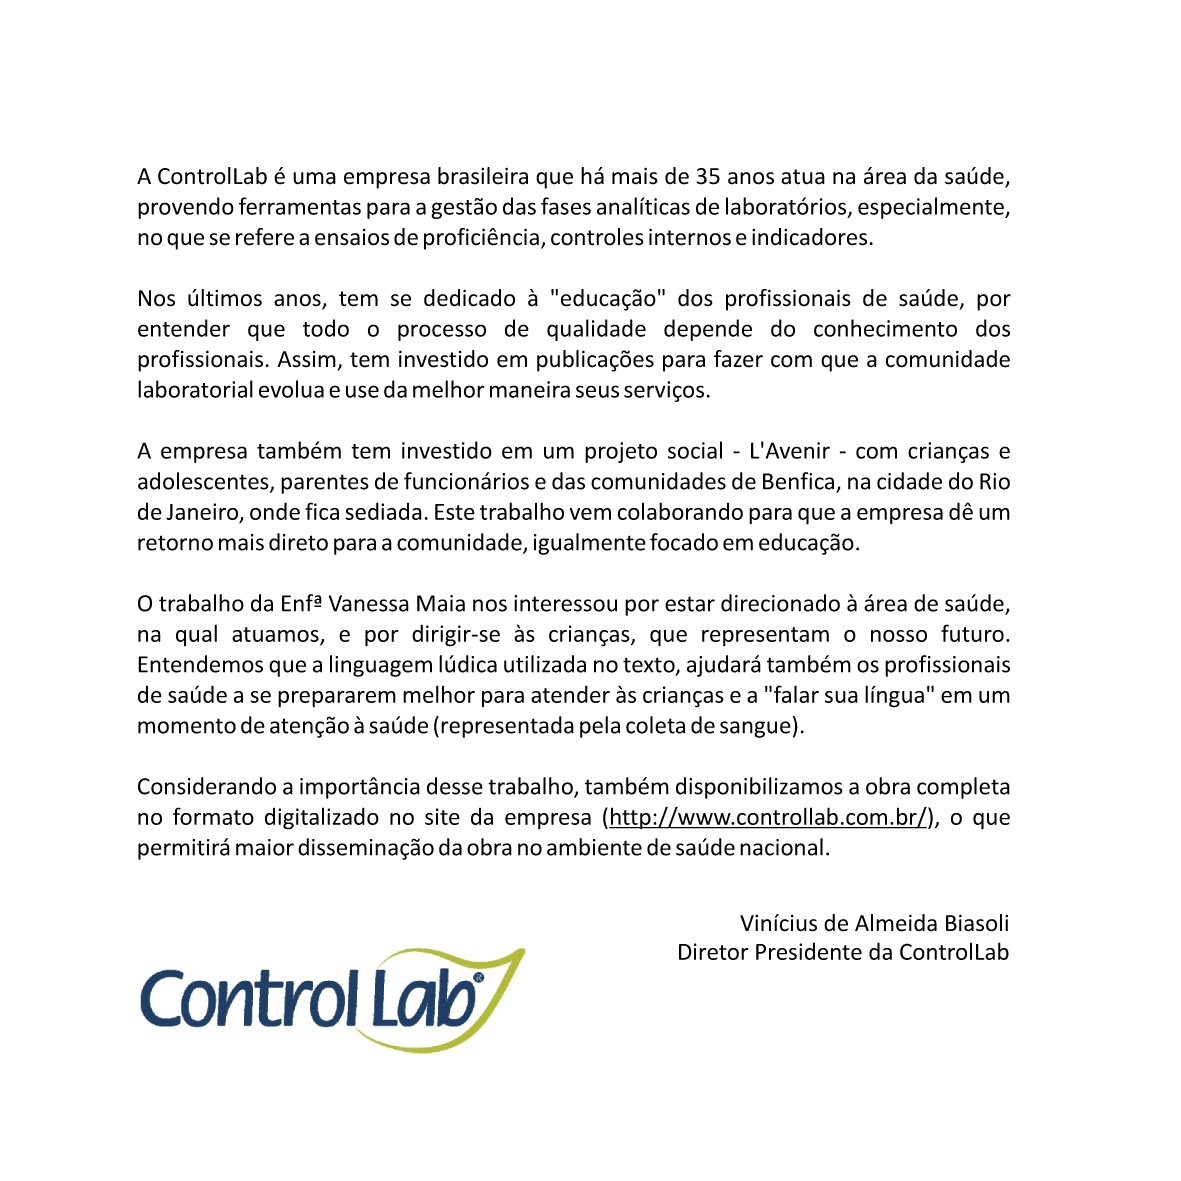 A ControlLab é uma empresa brasileira que há mais de 35 anos atua na área da saúde,
provendo ferramentas para a gestão das fases analíticas de laboratórios, especialmente,
no que se refere a ensaios de proficiência, controles internos e indicadores.
Nos últimos anos, tem se dedicado à "educação" dos profissionais de saúde, por
entender que todo o processo de qualidade depende do conhecimento dos
profissionais. Assim, tem investido em publicações para fazer com que a comunidade
laboratorial evolua e use da melhor maneira seus serviços.
A empresa também tem investido em um projeto social - L'Avenir - com crianças e
adolescentes, parentes de funcionários e das comunidades de Benfica, na cidade do Rio
de Janeiro, onde fica sediada. Este trabalho vem colaborando para que a empresa dê um
retorno mais direto para a comunidade, igualmente focado em educação.
O trabalho da Enfª Vanessa Maia nos interessou por estar direcionado à área de saúde,
na qual atuamos, e por dirigir-se às crianças, que representam o nosso futuro.
Entendemos que a linguagem lúdica utilizada no texto, ajudará também os profissionais
de saúde a se prepararem melhor para atender às crianças e a "falar sua língua" em um
momento de atenção à saúde (representada pela coleta de sangue).
Considerando a importância desse trabalho, também disponibilizamos a obra completa
no formato digitalizado no site da empresa (http://www.controllab.com.br/), o que
permitirá maior disseminação da obra no ambiente de saúde nacional.
Vinícius de Almeida Biasoli
Diretor Presidente da ControlLab
Control Lab®